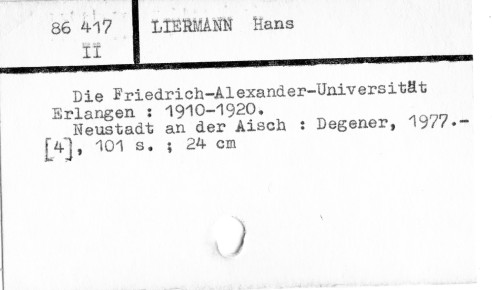 86 417 LIERMANN Hans
II
Die Friedrich-Alexander-Universität
Erlangen : 1910-1920.
Neustadt an der Aisch : Degener, 1977.-
[4], 101 s. ; 24 cm